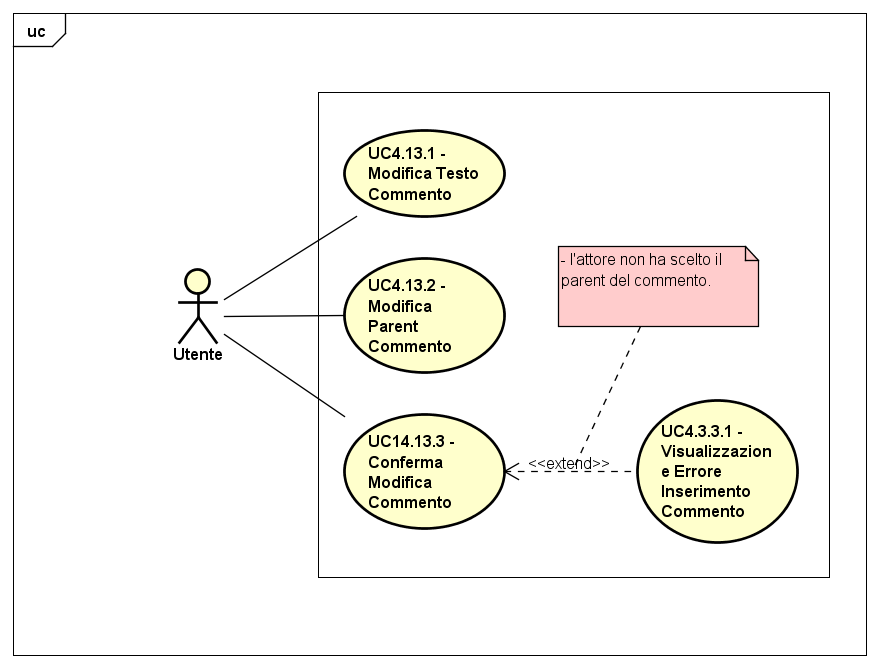 uc
UC4.13.1 -
Modifica Testo
Commento
- l'attore non ha scelto il
parent del commento.
UC4.13.2 -
Modifica
Parent
Commento
Utente
UC14.13.3 -
Conferma
Modifica
Commento
<<extend>>
UC4.3.3.1 -
Visualizzazion
e Errore
Inserimento
Commento